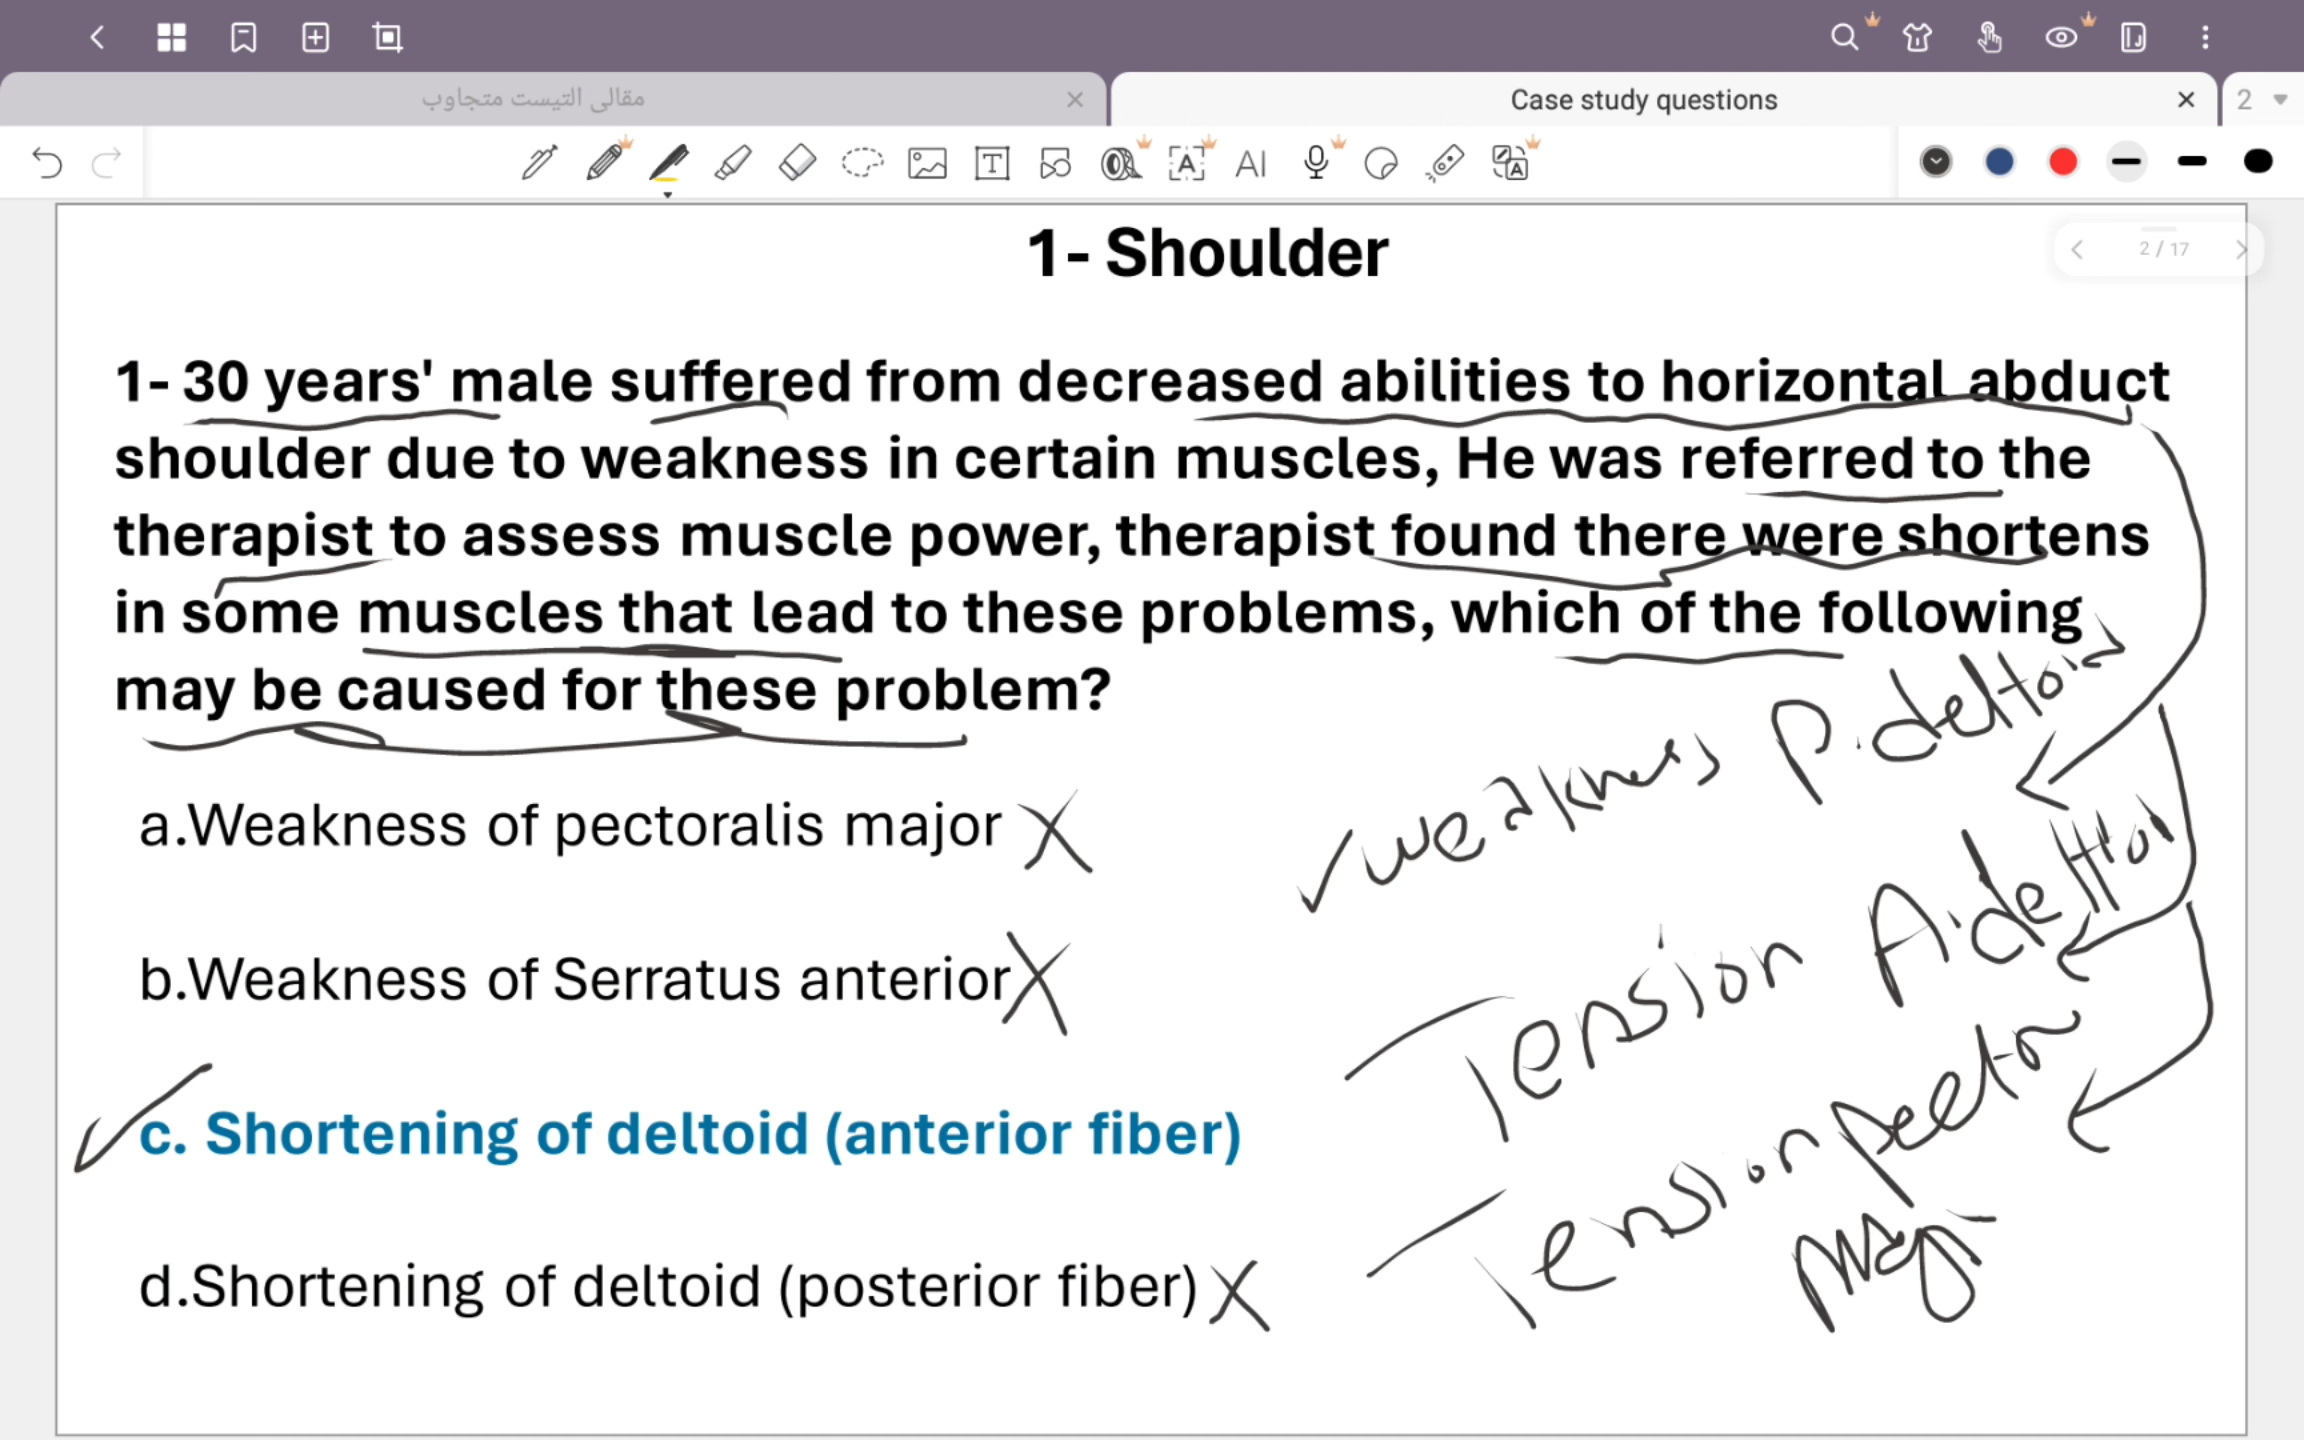 مقالى التيست متجاوب
Case study questions
2
AI
1- Shoulder
2 / 17
1- 30 years' male suffered from decreased abilities to horizontal abduct
shoulder due to weakness in certain muscles, He was referred to the
therapist to assess muscle power, therapist found there were shortens
in some muscles that lead to these problems, which of the following
may be caused for these problem?
weakness P.deltoid
a.Weakness of pectoralis major X
Tension A.deltoi
b.Weakness of Serratus anterior X
c. Shortening of deltoid (anterior fiber)
Tension pector
d.Shortening of deltoid (posterior fiber) X